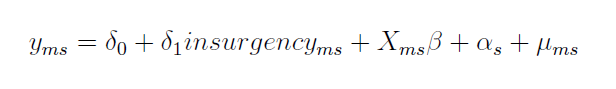 y_{ms} = δ_0 + δ_1 insurgency_{ms} + X_{ms}β + α_s + μ_{ms}